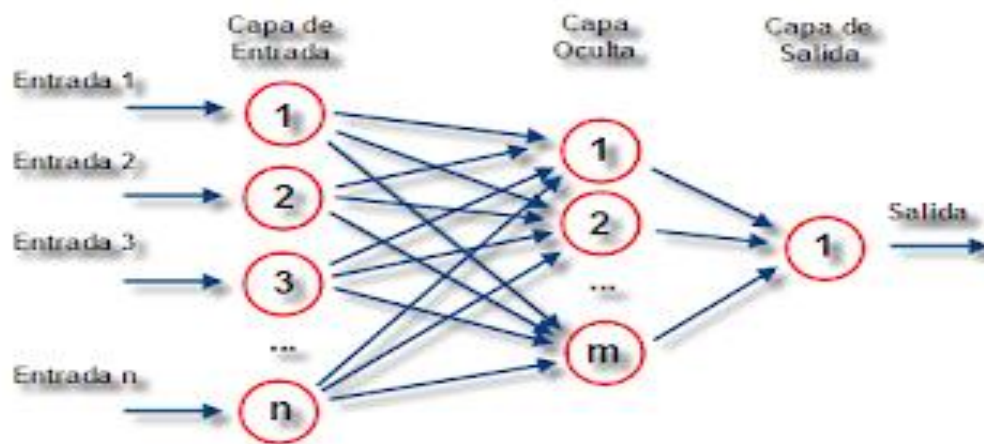 Capa de
Entrada
Capa
Oculta
Capa de
Salida
Entrada 1
1
Entrada 2
2
Entrada 3
3
...
Entrada n
n
1
2
...
m
1
Salida